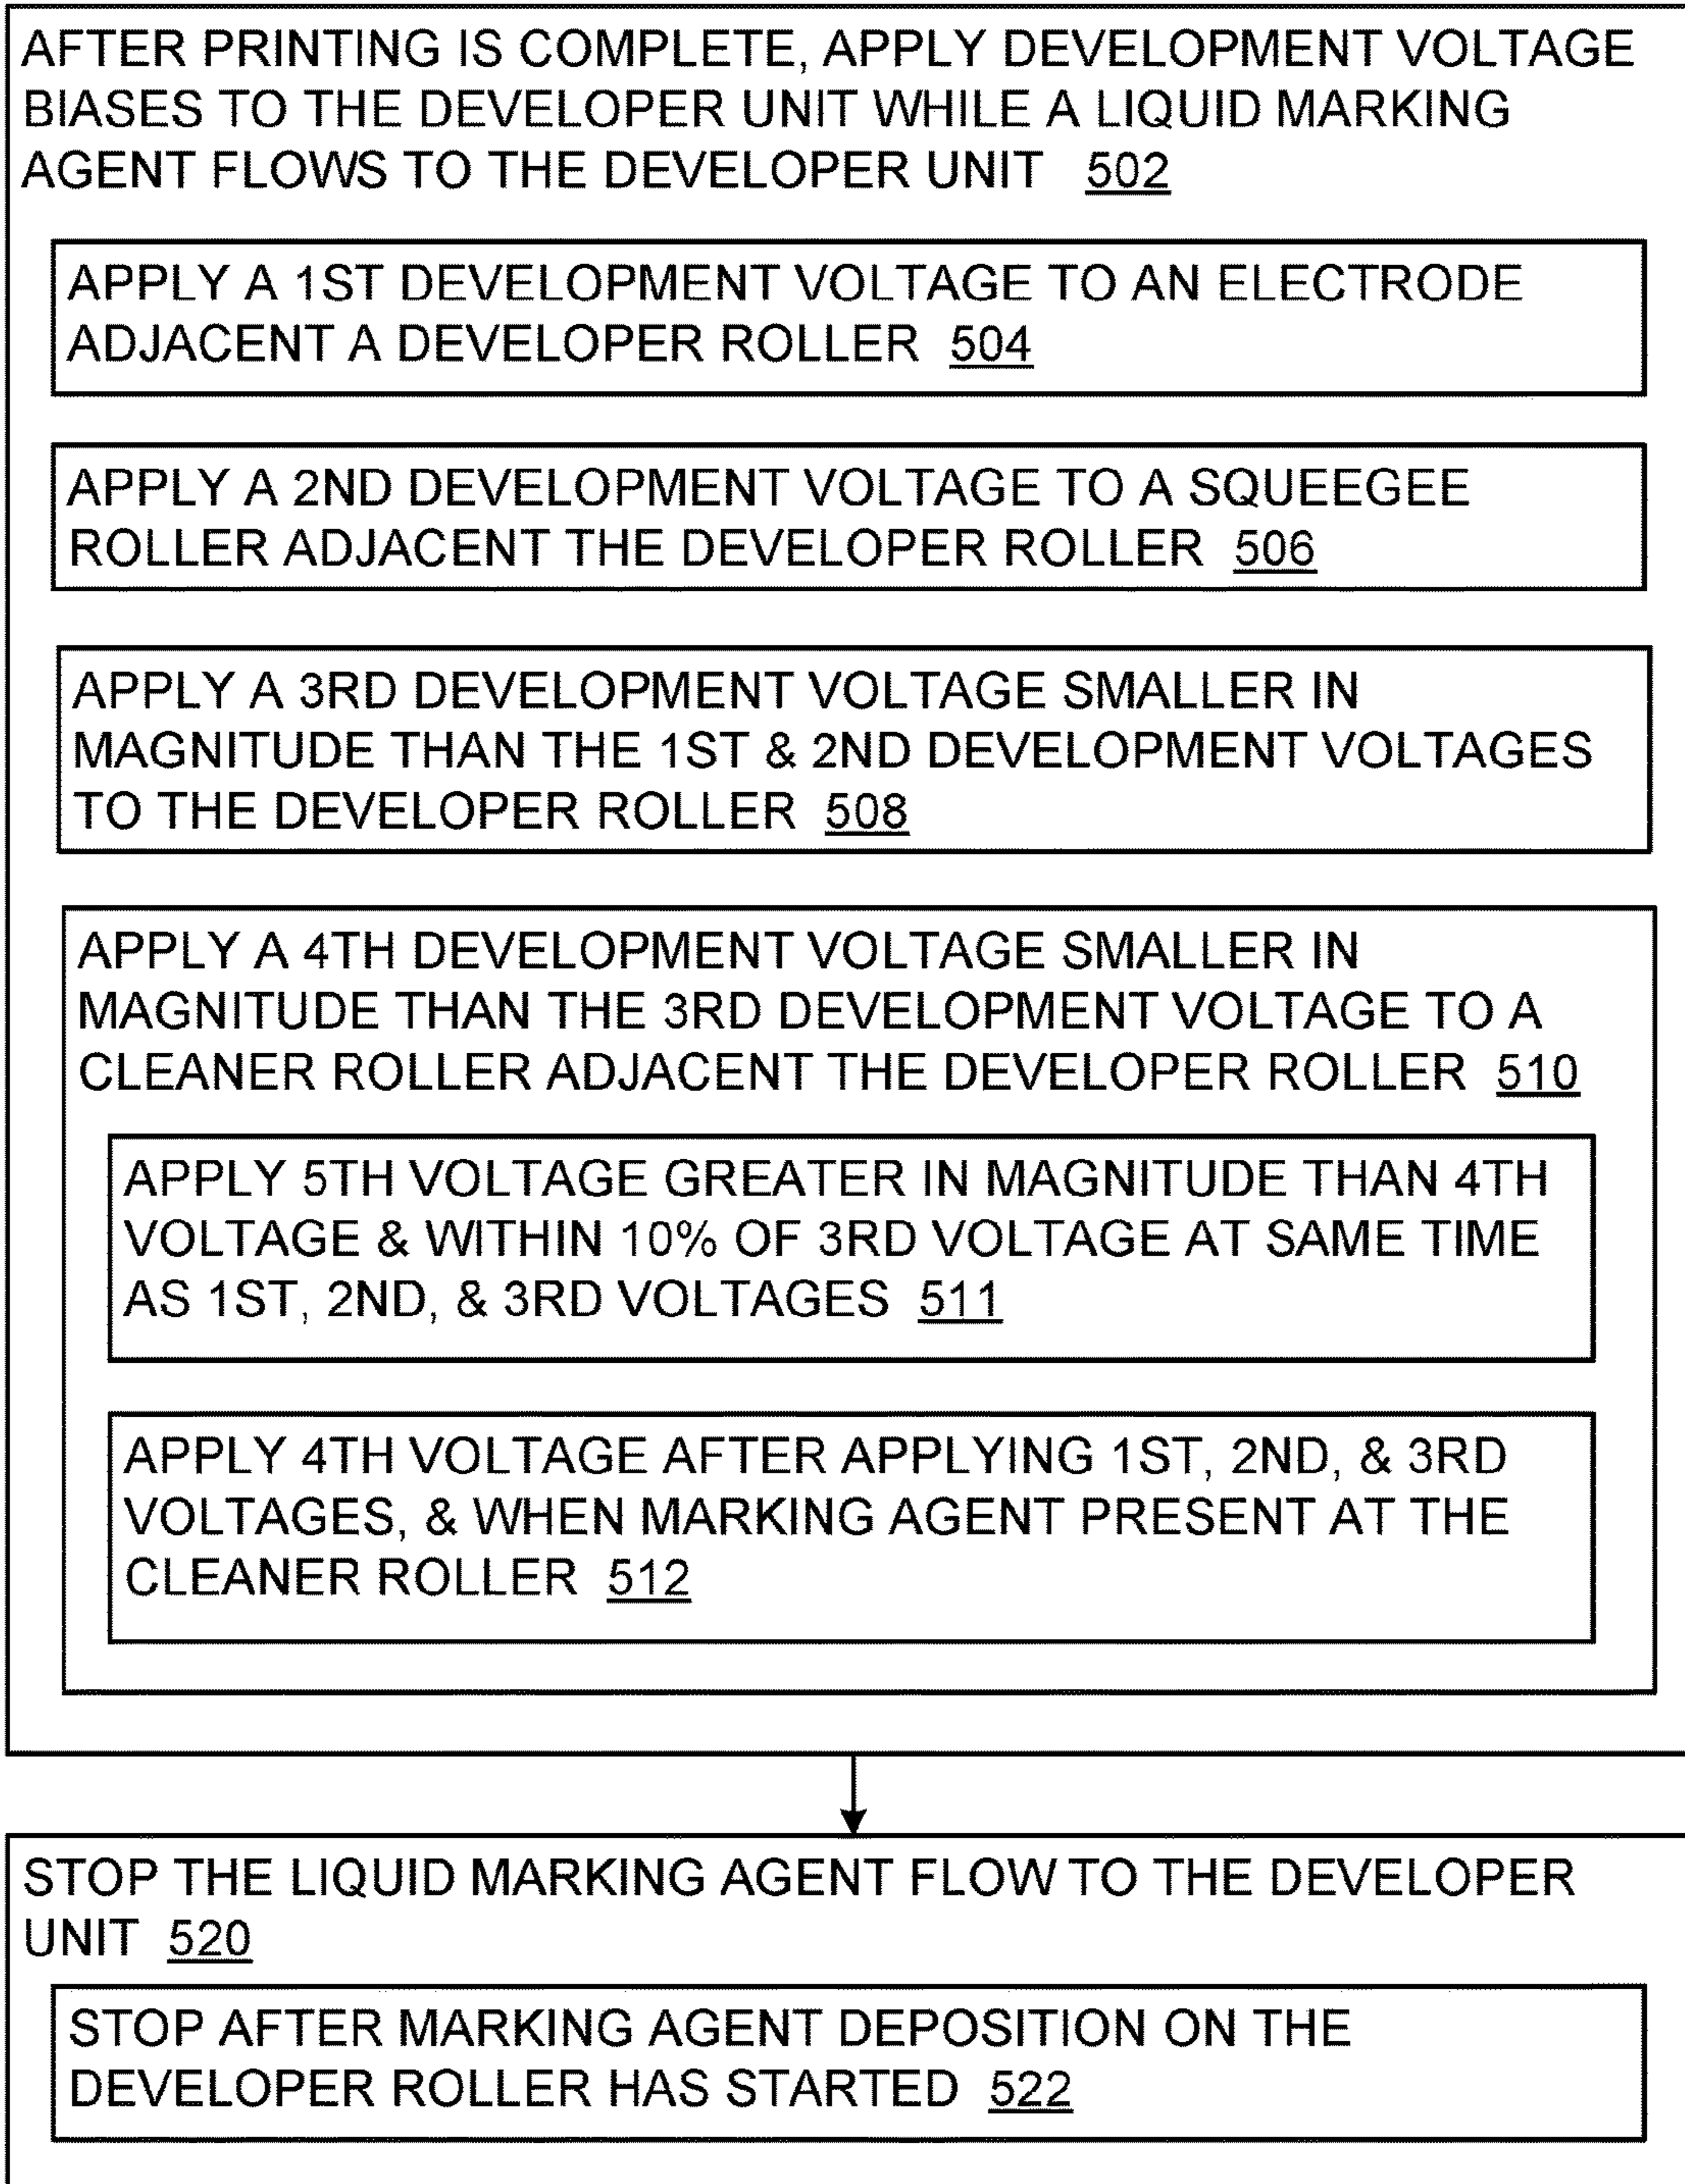 AFTER PRINTING IS COMPLETE, APPLY DEVELOPMENT VOLTAGE
BIASES TO THE DEVELOPER UNIT WHILE A LIQUID MARKING
AGENT FLOWS TO THE DEVELOPER UNIT 502
APPLY A 1ST DEVELOPMENT VOLTAGE TO AN ELECTRODE
ADJACENT A DEVELOPER ROLLER 504
APPLY A 2ND DEVELOPMENT VOLTAGE TO A SQUEEGEE
ROLLER ADJACENT THE DEVELOPER ROLLER 506
APPLY A 3RD DEVELOPMENT VOLTAGE SMALLER IN
MAGNITUDE THAN THE 1ST & 2ND DEVELOPMENT VOLTAGES
TO THE DEVELOPER ROLLER 508
APPLY A 4TH DEVELOPMENT VOLTAGE SMALLER IN
MAGNITUDE THAN THE 3RD DEVELOPMENT VOLTAGE TO A
CLEANER ROLLER ADJACENT THE DEVELOPER ROLLER 510
APPLY 5TH VOLTAGE GREATER IN MAGNITUDE THAN 4TH
VOLTAGE & WITHIN 10% OF 3RD VOLTAGE AT SAME TIME
AS 1ST, 2ND, & 3RD VOLTAGES 511
APPLY 4TH VOLTAGE AFTER APPLYING 1ST, 2ND, & 3RD
VOLTAGES, & WHEN MARKING AGENT PRESENT AT THE
CLEANER ROLLER 512
STOP THE LIQUID MARKING AGENT FLOW TO THE DEVELOPER
UNIT 520
STOP AFTER MARKING AGENT DEPOSITION ON THE
DEVELOPER ROLLER HAS STARTED 522